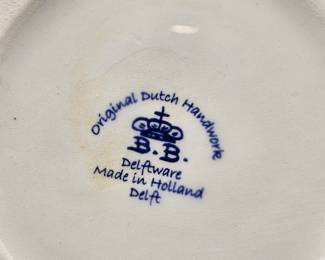 Original Dutch Handwork
B.B.
Delftware
Made in Holland
Delft